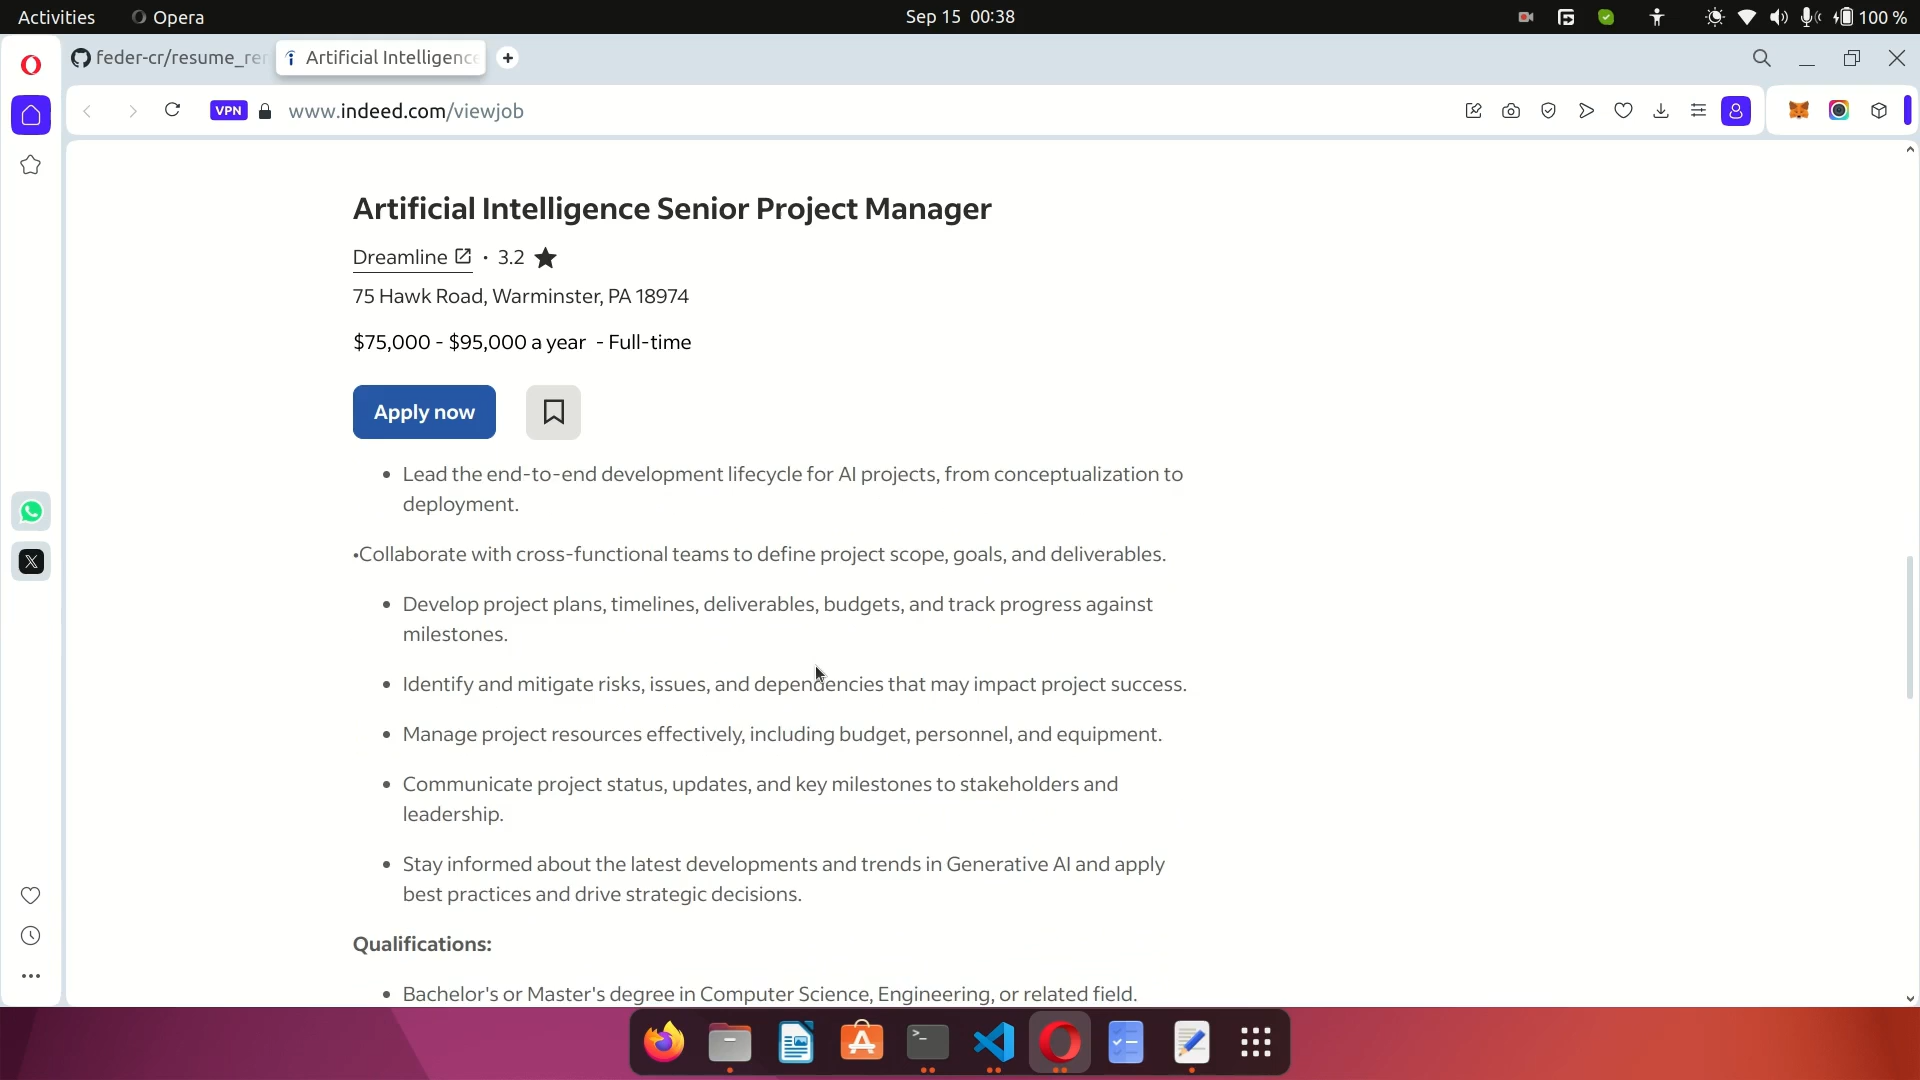 Activities
Opera
Sep 15 00:38
100 %
feder-cr/resume_re
Artificial Intelligence
VPN
www.indeed.com/viewjob
Artificial Intelligence Senior Project Manager
Dreamline · 3.2
75 Hawk Road, Warminster, PA 18974
$75,000 - $95,000 a year - Full-time
Apply now
• Lead the end-to-end development lifecycle for AI projects, from conceptualization to
deployment.
•Collaborate with cross-functional teams to define project scope, goals, and deliverables.
• Develop project plans, timelines, deliverables, budgets, and track progress against
milestones.
• Identify and mitigate risks, issues, and dependencies that may impact project success.
• Manage project resources effectively, including budget, personnel, and equipment.
• Communicate project status, updates, and key milestones to stakeholders and
leadership.
• Stay informed about the latest developments and trends in Generative AI and apply
best practices and drive strategic decisions.
Qualifications:
• Bachelor's or Master's degree in Computer Science, Engineering, or related field.